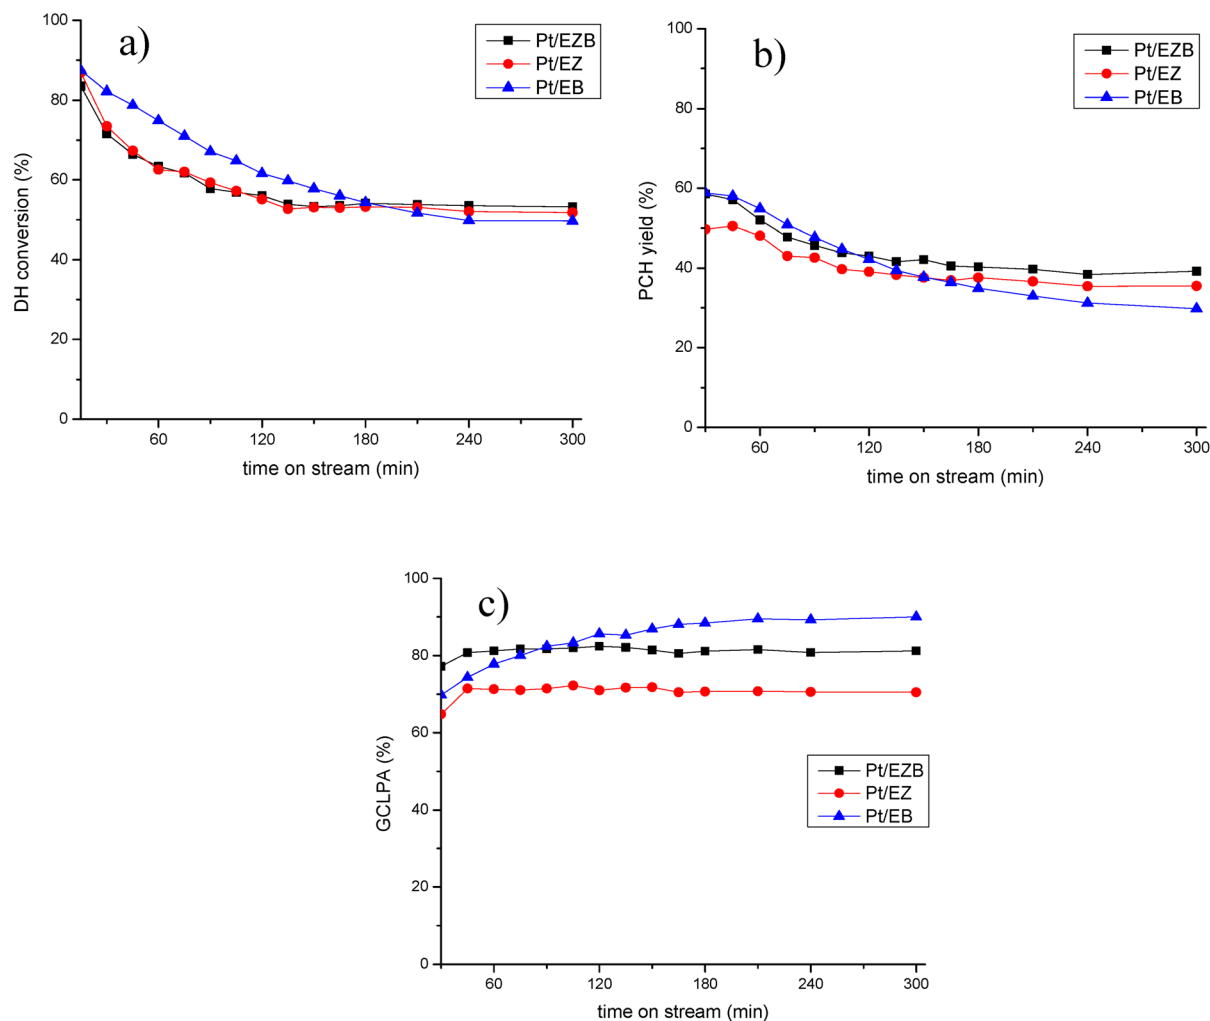 a)
Pt/EZB
Pt/EZ
Pt/EB
DH conversion (%)
100
80
60
40
20
0
60 120 180 240 300
time on stream (min)
b)
Pt/EZB
Pt/EZ
Pt/EB
PCH yield (%)
100
80
60
40
20
0
60 120 180 240 300
time on stream (min)
c)
Pt/EZB
Pt/EZ
Pt/EB
GCLPA (%)
100
80
60
40
20
0
60 120 180 240 300
time on stream (min)